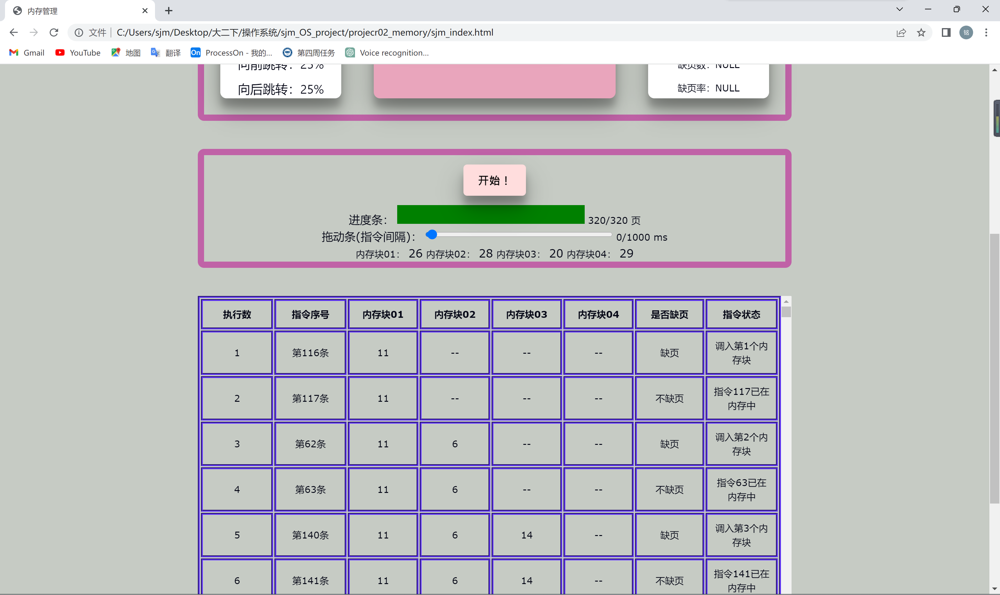 内存管理
文件 C:/Users/sjm/Desktop/大二下/操作系统/sjm_OS_project/projecr02_memory/sjm_index.html 铭
Gmail YouTube 地图 翻译 On ProcessOn - 我的... 第四周任务 Voice recognition...
向前跳转：25% 缺页数：NULL
向后跳转：25% 缺页率：NULL
开始！
进度条： 320/320 页
拖动条(指令间隔)： 0/1000 ms
内存块01： 26 内存块02： 28 内存块03： 20 内存块04： 29
执行数 指令序号 内存块01 内存块02 内存块03 内存块04 是否缺页 指令状态
1 第116条 11 -- -- -- 缺页 调入第1个内
存块
2 第117条 11 -- -- -- 不缺页 指令117已在
内存中
3 第62条 11 6 -- -- 缺页 调入第2个内
存块
4 第63条 11 6 -- -- 不缺页 指令63已在
内存中
5 第140条 11 6 14 -- 缺页 调入第3个内
存块
6 第141条 11 6 14 -- 不缺页 指令141已在
内存中